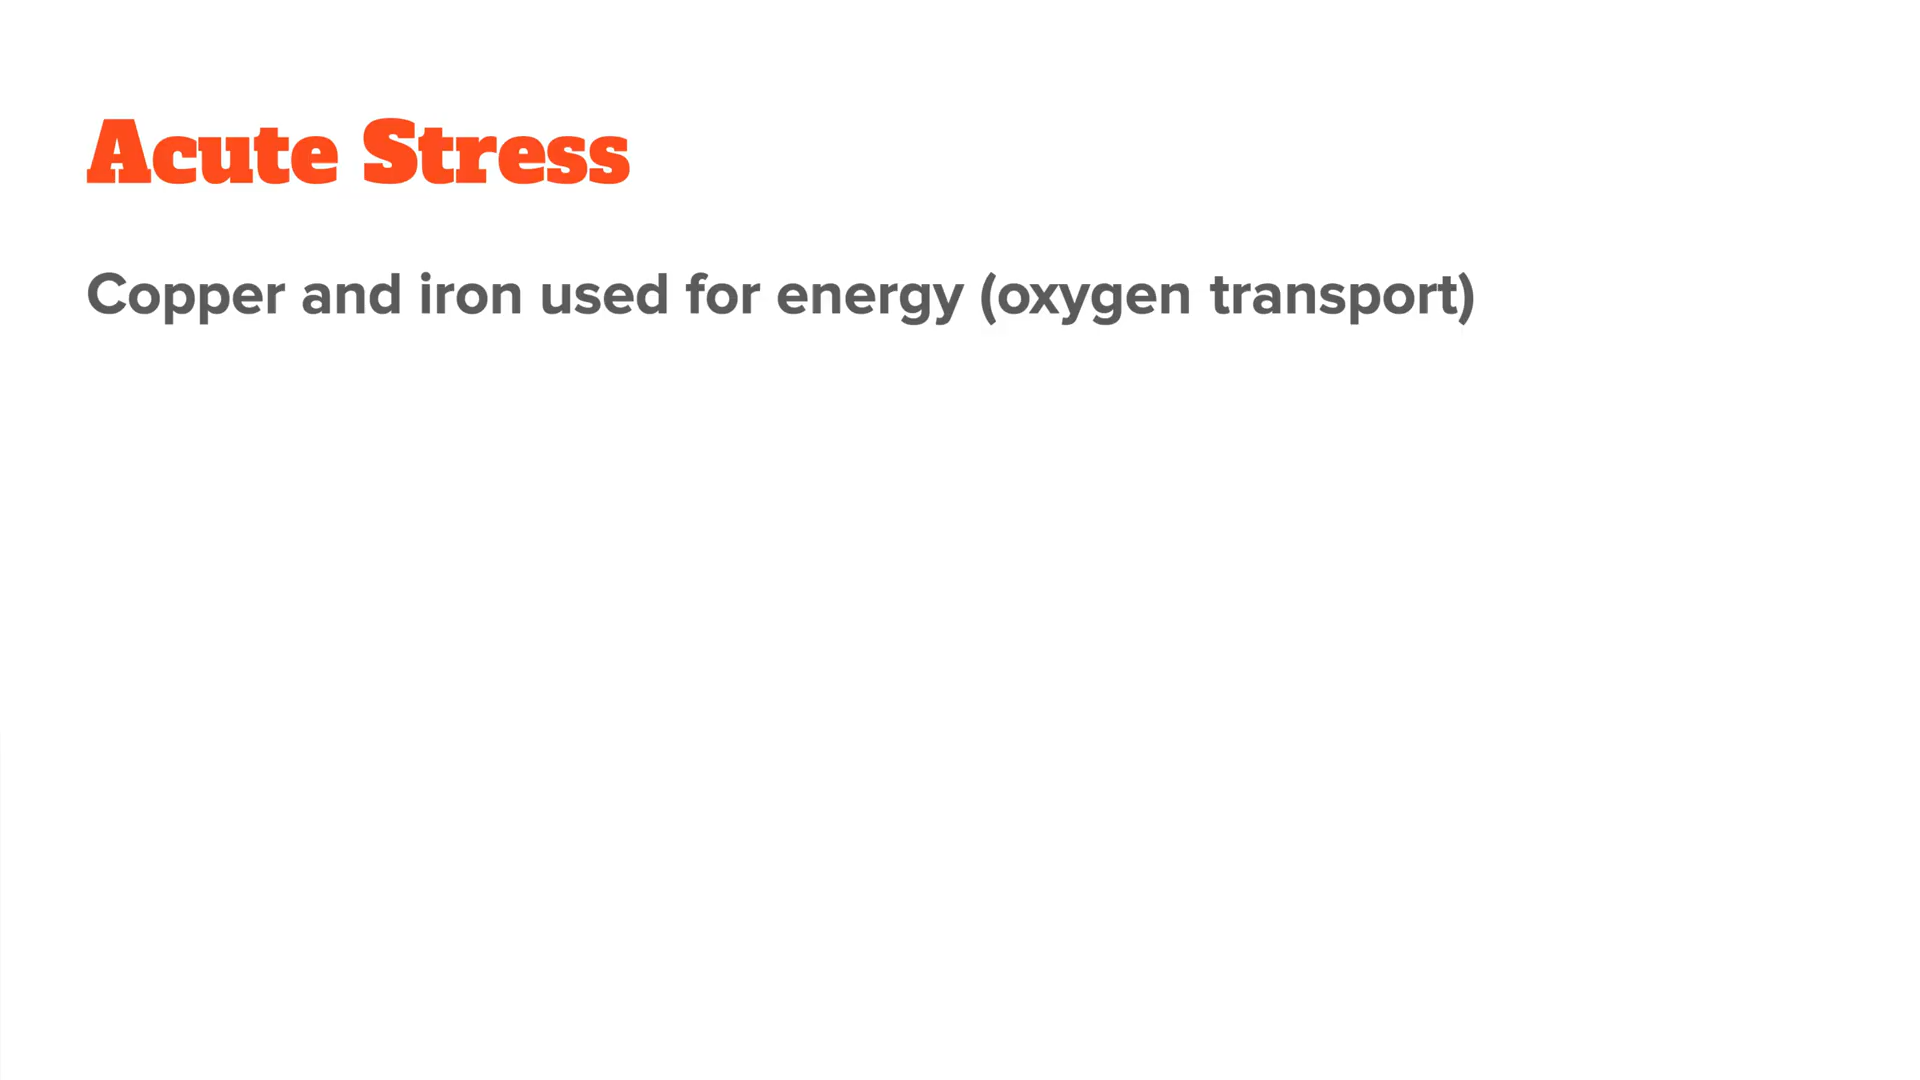 Acute Stress
Copper and iron used for energy (oxygen transport)